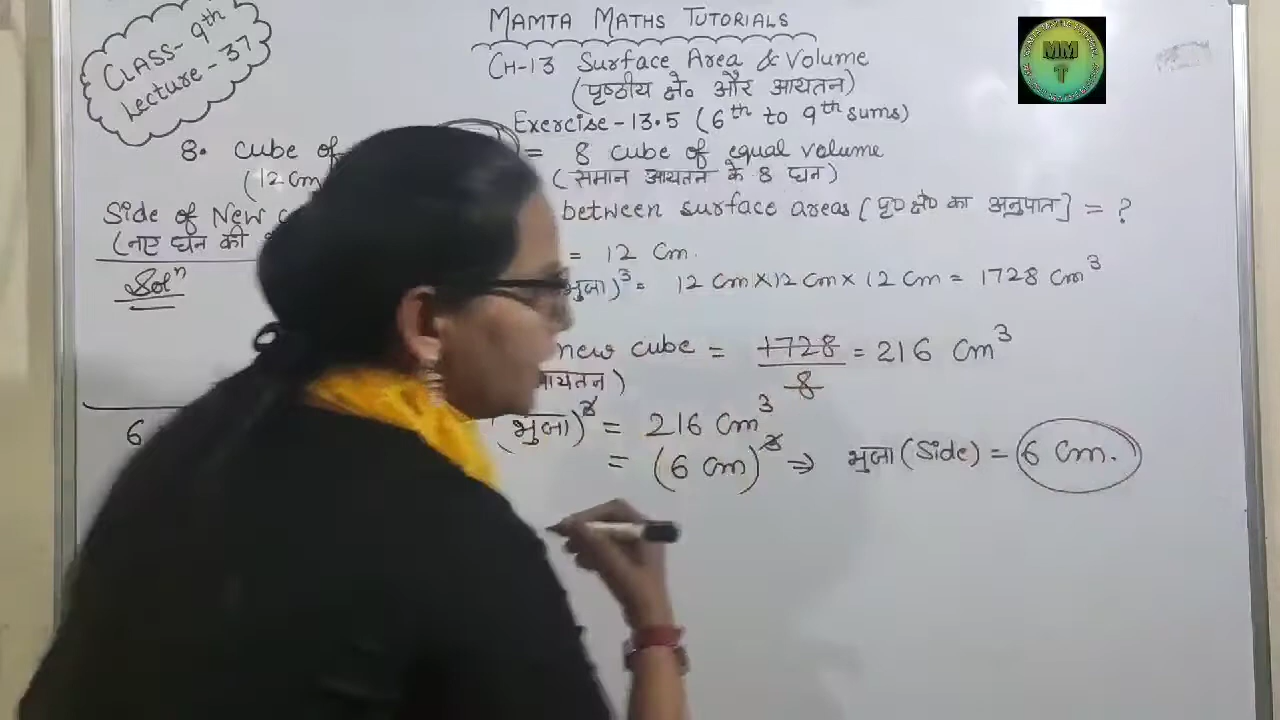 MAMTA MATHS TUTORIALS
CLASS- 9th
Lecture - 37
CH-13 Surface Area & Volume
(पृष्ठीय क्षे० और आयतन)
Exercise-13.5 (6th to 9th sums)
8. cube of = 8 cube of equal volume
(12 cm (समान आयतन के 8 घन)
Side of New between surface areas [पृ० क्षे० का अनुपात] = ?
(नए घन की
Solⁿ = 12 cm.
भुजा)³ = 12 cm × 12 cm × 12 cm = 1728 cm³
new cube = 1728/8 = 216 cm³
आयतन)
6 (भुजा)³ = 216 cm³
= (6 cm)³ ⇒ भुजा (side) = 6 cm.
MM
T